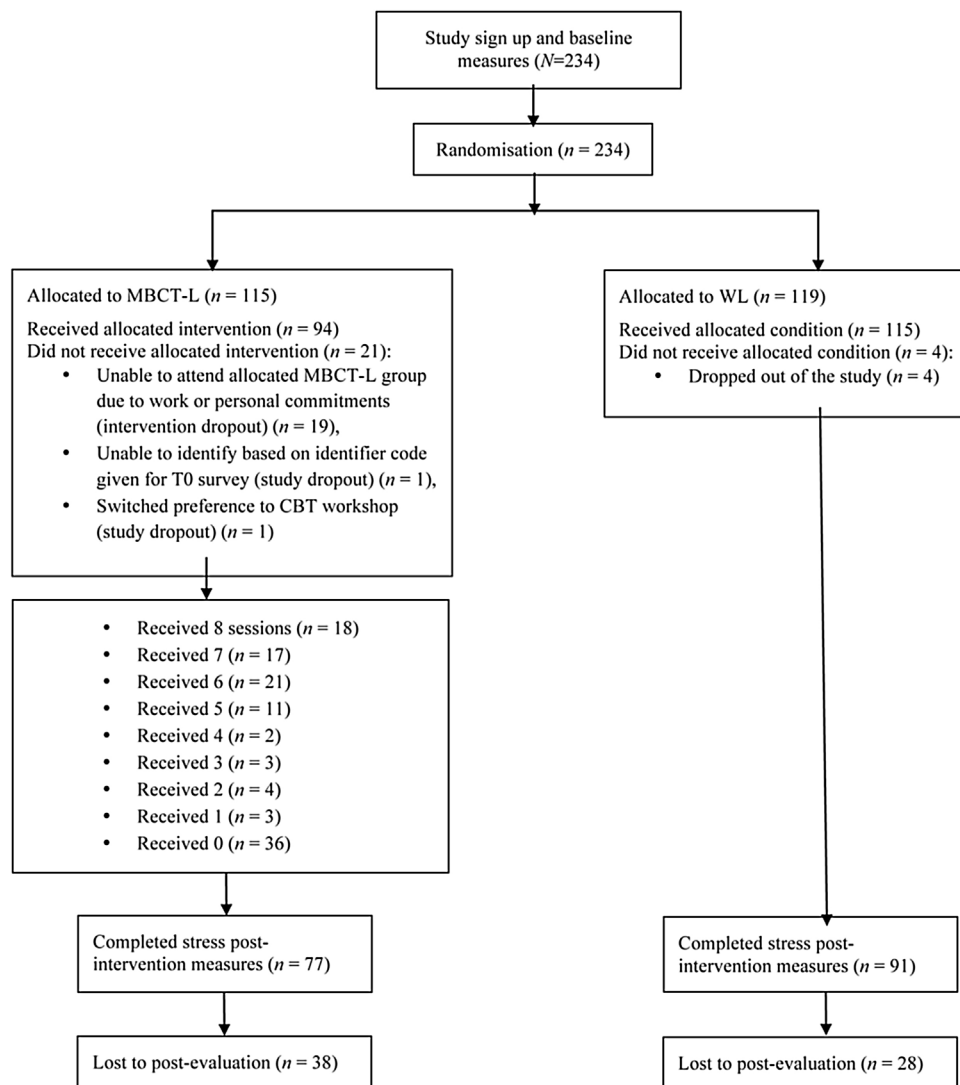 Study sign up and baseline
measures (N=234)
Randomisation (n = 234)
Allocated to MBCT-L (n = 115)
Received allocated intervention (n = 94)
Did not receive allocated intervention (n = 21):
• Unable to attend allocated MBCT-L group
due to work or personal commitments
(intervention dropout) (n = 19),
• Unable to identify based on identifier code
given for T0 survey (study dropout) (n = 1),
• Switched preference to CBT workshop
(study dropout) (n = 1)
Allocated to WL (n = 119)
Received allocated condition (n = 115)
Did not receive allocated condition (n = 4):
• Dropped out of the study (n = 4)
• Received 8 sessions (n = 18)
• Received 7 (n = 17)
• Received 6 (n = 21)
• Received 5 (n = 11)
• Received 4 (n = 2)
• Received 3 (n = 3)
• Received 2 (n = 4)
• Received 1 (n = 3)
• Received 0 (n = 36)
Completed stress post-
intervention measures (n = 77)
Completed stress post-
intervention measures (n = 91)
Lost to post-evaluation (n = 38)
Lost to post-evaluation (n = 28)